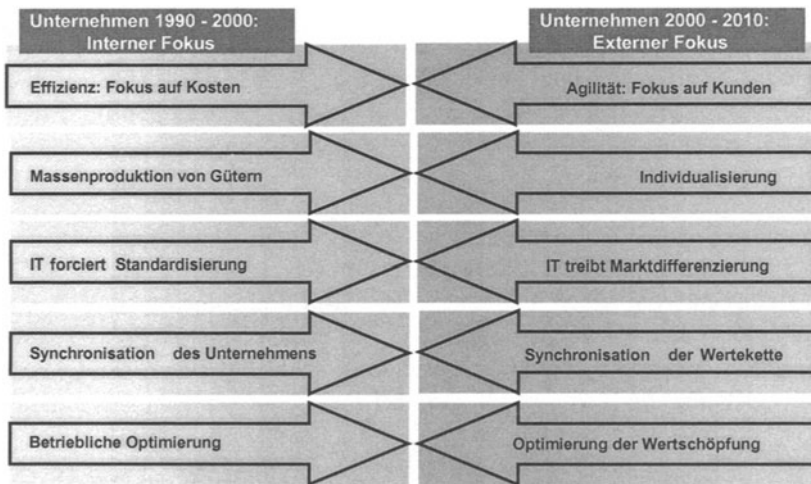 Unternehmen 1990 - 2000:
Interner Fokus
Unternehmen 2000 - 2010:
Externer Fokus
Effizienz: Fokus auf Kosten
Agilität: Fokus auf Kunden
Massenproduktion von Gütern
Individualisierung
IT forciert Standardisierung
IT treibt Marktdifferenzierung
Synchronisation des Unternehmens
Synchronisation der Wertekette
Betriebliche Optimierung
Optimierung der Wertschöpfung